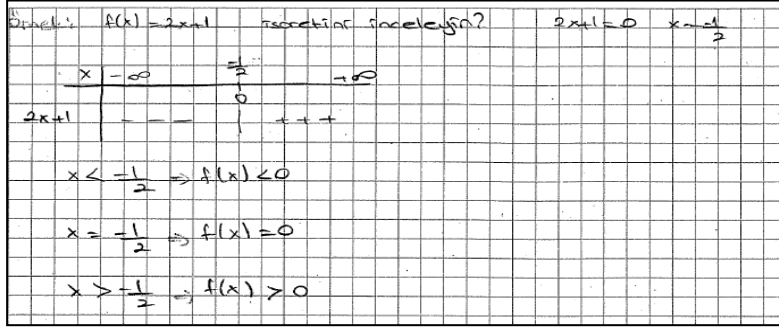 Örnek: f(x) = 2x+1 işaretini inceleyin? 2x+1=0 x=-1/2
x -∞ -1/2 +∞
0
2x+1 - - - + + +
x < -1/2 => f(x) < 0
x = -1/2 => f(x) = 0
x > -1/2 => f(x) > 0